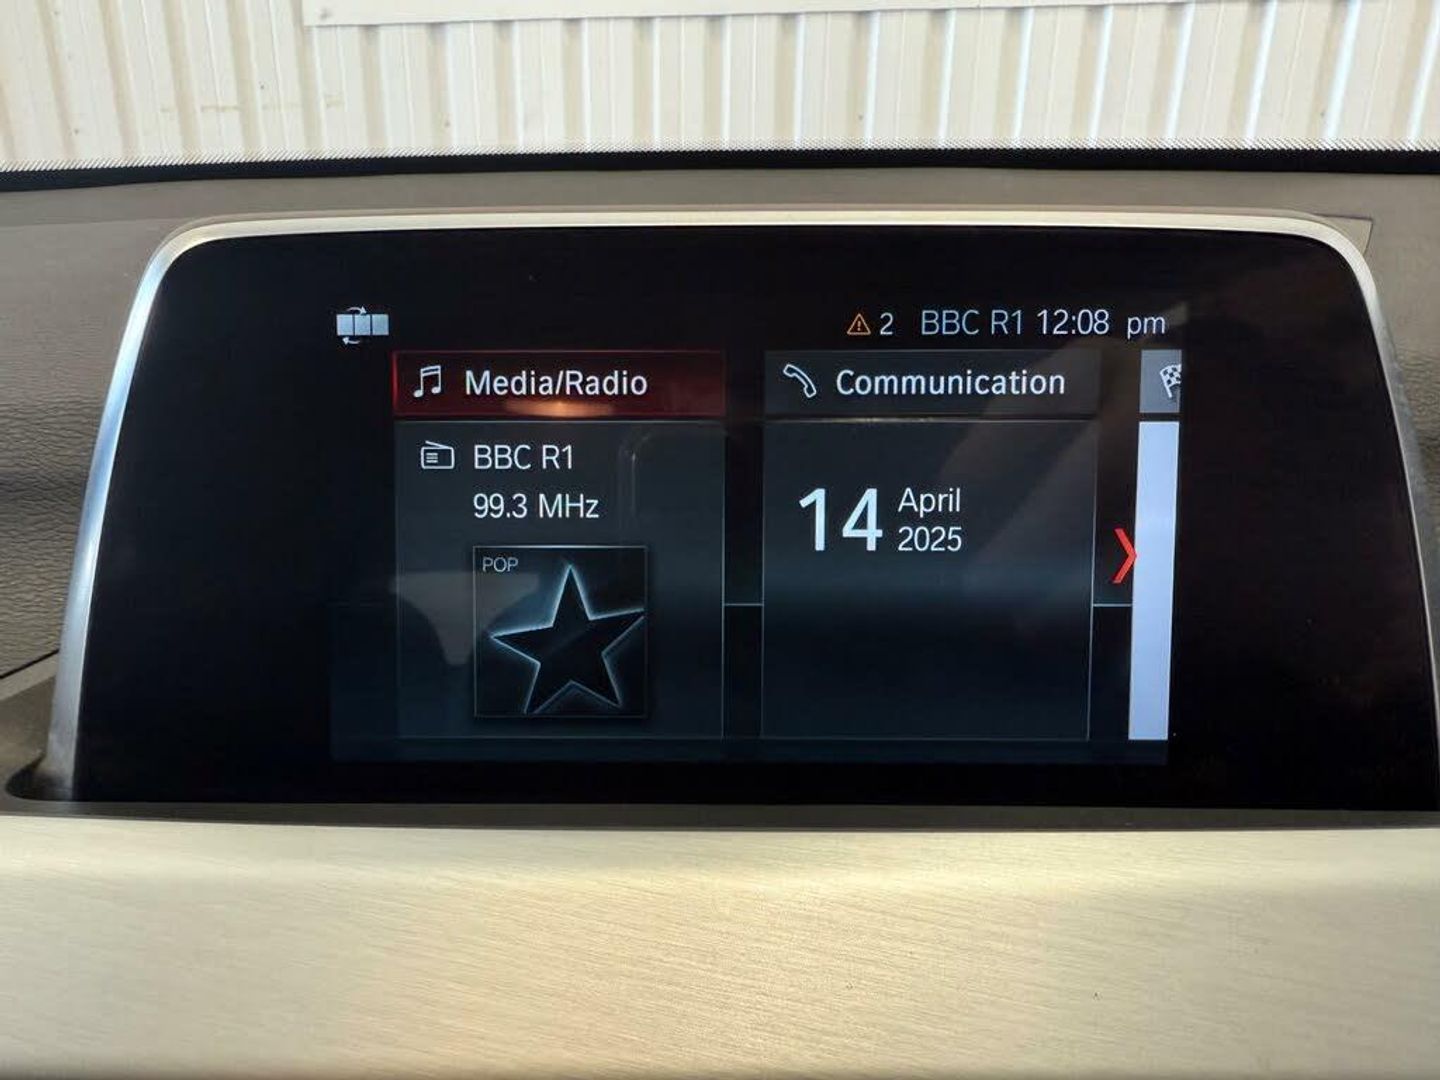 2 BBC R1 12:08 pm
Media/Radio
BBC R1
99.3 MHz
POP
Communication
14 April
2025